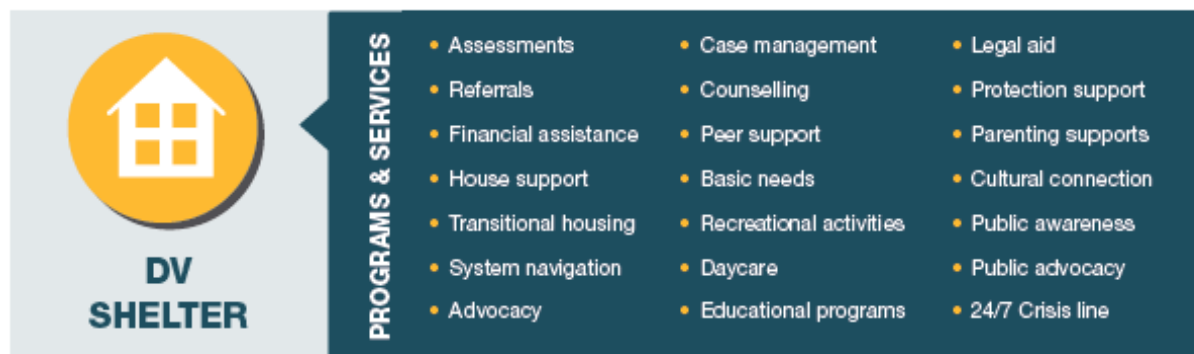 DV
SHELTER
PROGRAMS & SERVICES
• Assessments
• Referrals
• Financial assistance
• House support
• Transitional housing
• System navigation
• Advocacy
• Case management
• Counselling
• Peer support
• Basic needs
• Recreational activities
• Daycare
• Educational programs
• Legal aid
• Protection support
• Parenting supports
• Cultural connection
• Public awareness
• Public advocacy
• 24/7 Crisis line